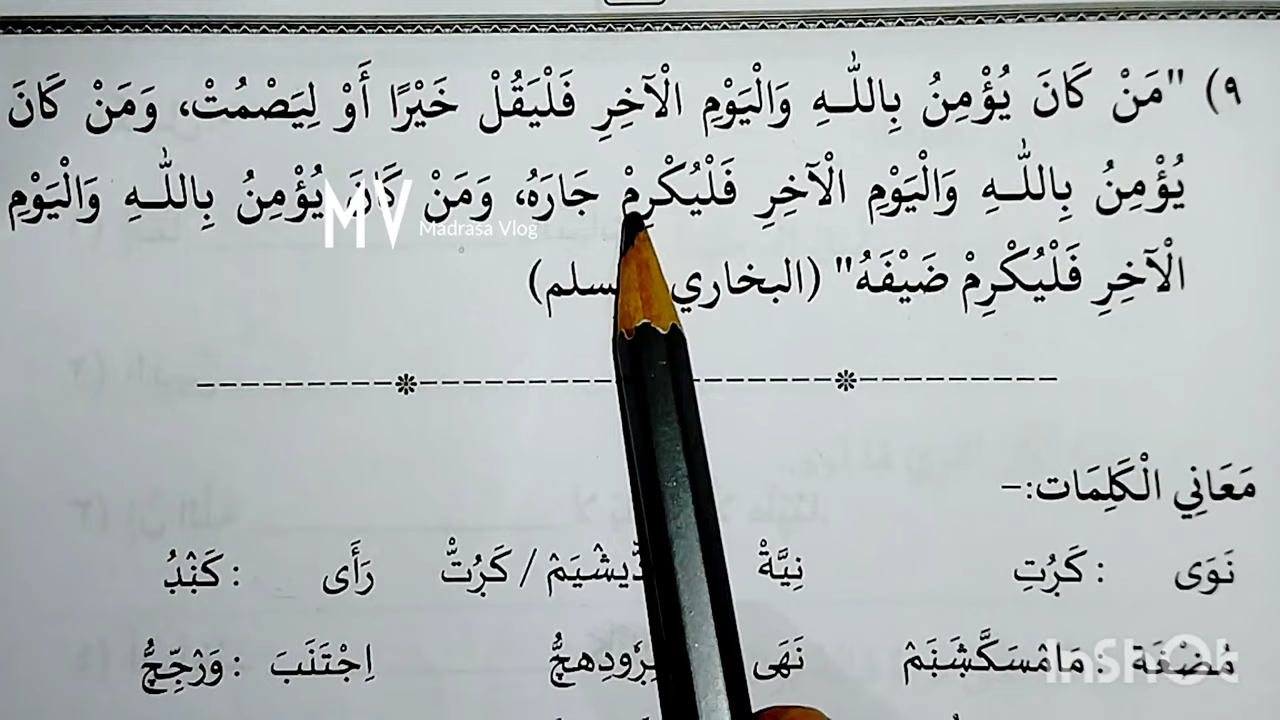 ٩) "مَنْ كَانَ يُؤْمِنُ بِاللّٰهِ وَالْيَوْمِ الْآخِرِ فَلْيَقُلْ خَيْرًا أَوْ لِيَصْمُتْ، وَمَنْ كَانَ
يُؤْمِنُ بِاللّٰهِ وَالْيَوْمِ الْآخِرِ فَلْيُكْرِمْ جَارَهُ، وَمَنْ كَانَ يُؤْمِنُ بِاللّٰهِ وَالْيَوْمِ
MV Madrasa Vlog
الْآخِرِ فَلْيُكْرِمْ ضَيْفَهُ" (البخاري
مَعَانِي الْكَلِمَات:-
نَوَى : كَرُتِ نِيَّةْ / كَرُتْ رَأَى : كَنْدُ
مُضْغَة : نَهَى اِجْتَنَبَ : وَرْجِّچُّ
InShot